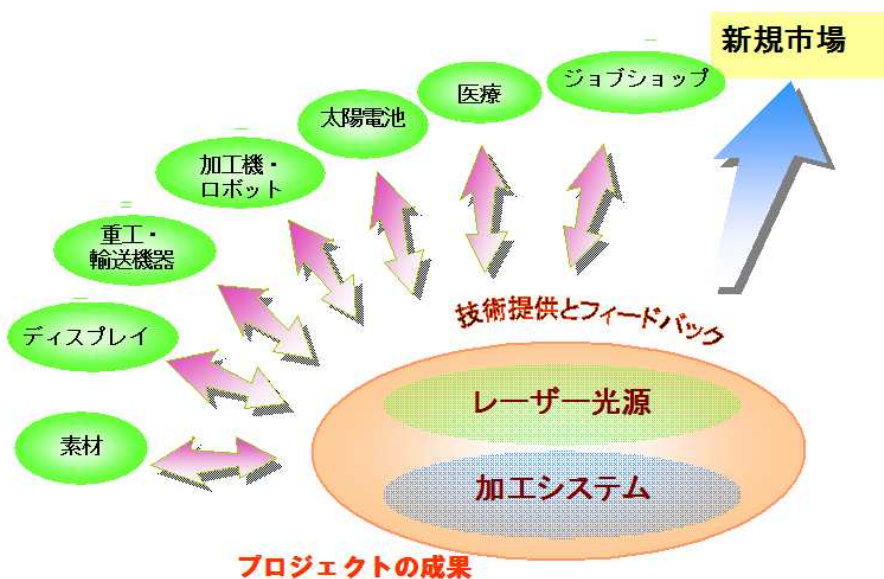 新規市場
ジョブショップ
医療
太陽電池
加工機・
ロボット
重工・
輸送機器
ディスプレイ
素材
技術提供とフィードバック
レーザー光源
加工システム
プロジェクトの成果